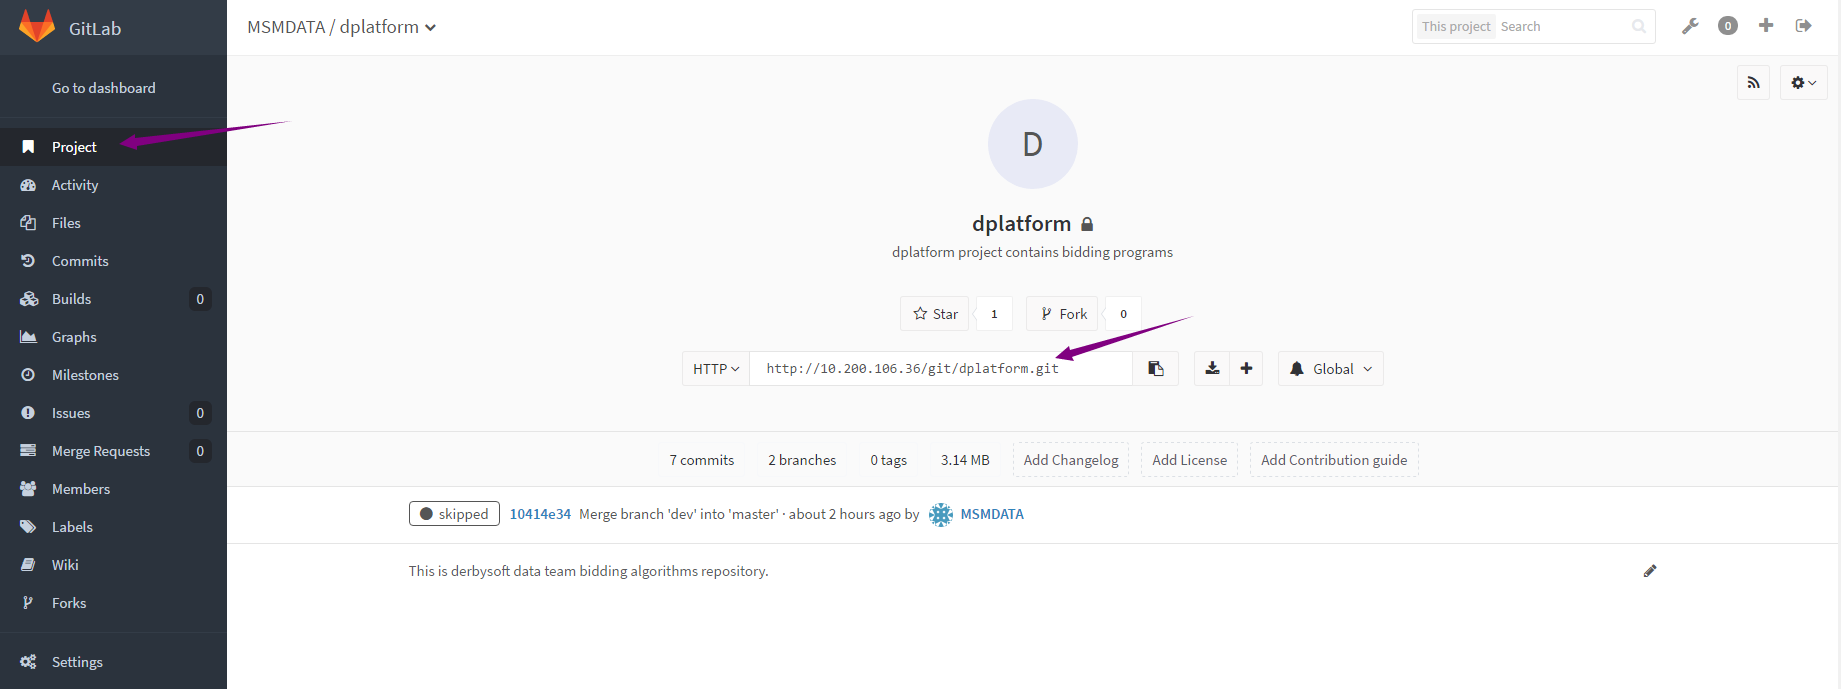 GitLab
MSMDATA / dplatform
This project Search
0
Go to dashboard
Project
Activity
Files
Commits
Builds 0
Graphs
Milestones
Issues 0
Merge Requests 0
Members
Labels
Wiki
Forks
Settings
D
dplatform
dplatform project contains bidding programs
Star 1 Fork 0
HTTP http://10.200.106.36/git/dplatform.git Global
7 commits 2 branches 0 tags 3.14 MB Add Changelog Add License Add Contribution guide
skipped 10414e34 Merge branch 'dev' into 'master' · about 2 hours ago by MSMDATA
This is derbysoft data team bidding algorithms repository.